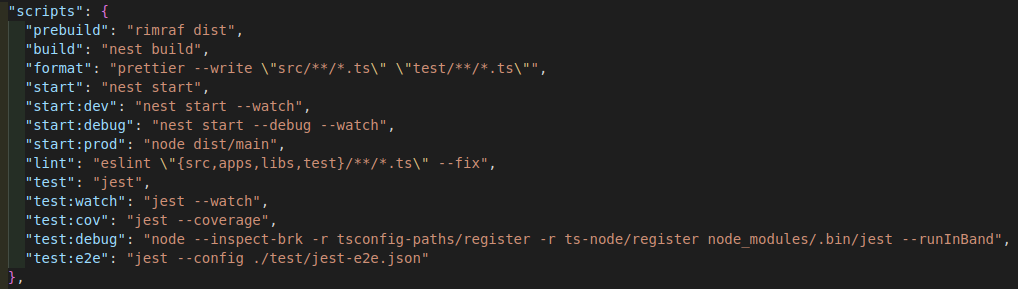 "scripts": {
"prebuild": "rimraf dist",
"build": "nest build",
"format": "prettier --write \"src/**/*.ts\" \"test/**/*.ts\"",
"start": "nest start",
"start:dev": "nest start --watch",
"start:debug": "nest start --debug --watch",
"start:prod": "node dist/main",
"lint": "eslint \"{src,apps,libs,test}/**/*.ts\" --fix",
"test": "jest",
"test:watch": "jest --watch",
"test:cov": "jest --coverage",
"test:debug": "node --inspect-brk -r tsconfig-paths/register -r ts-node/register node_modules/.bin/jest --runInBand",
"test:e2e": "jest --config ./test/jest-e2e.json"
},